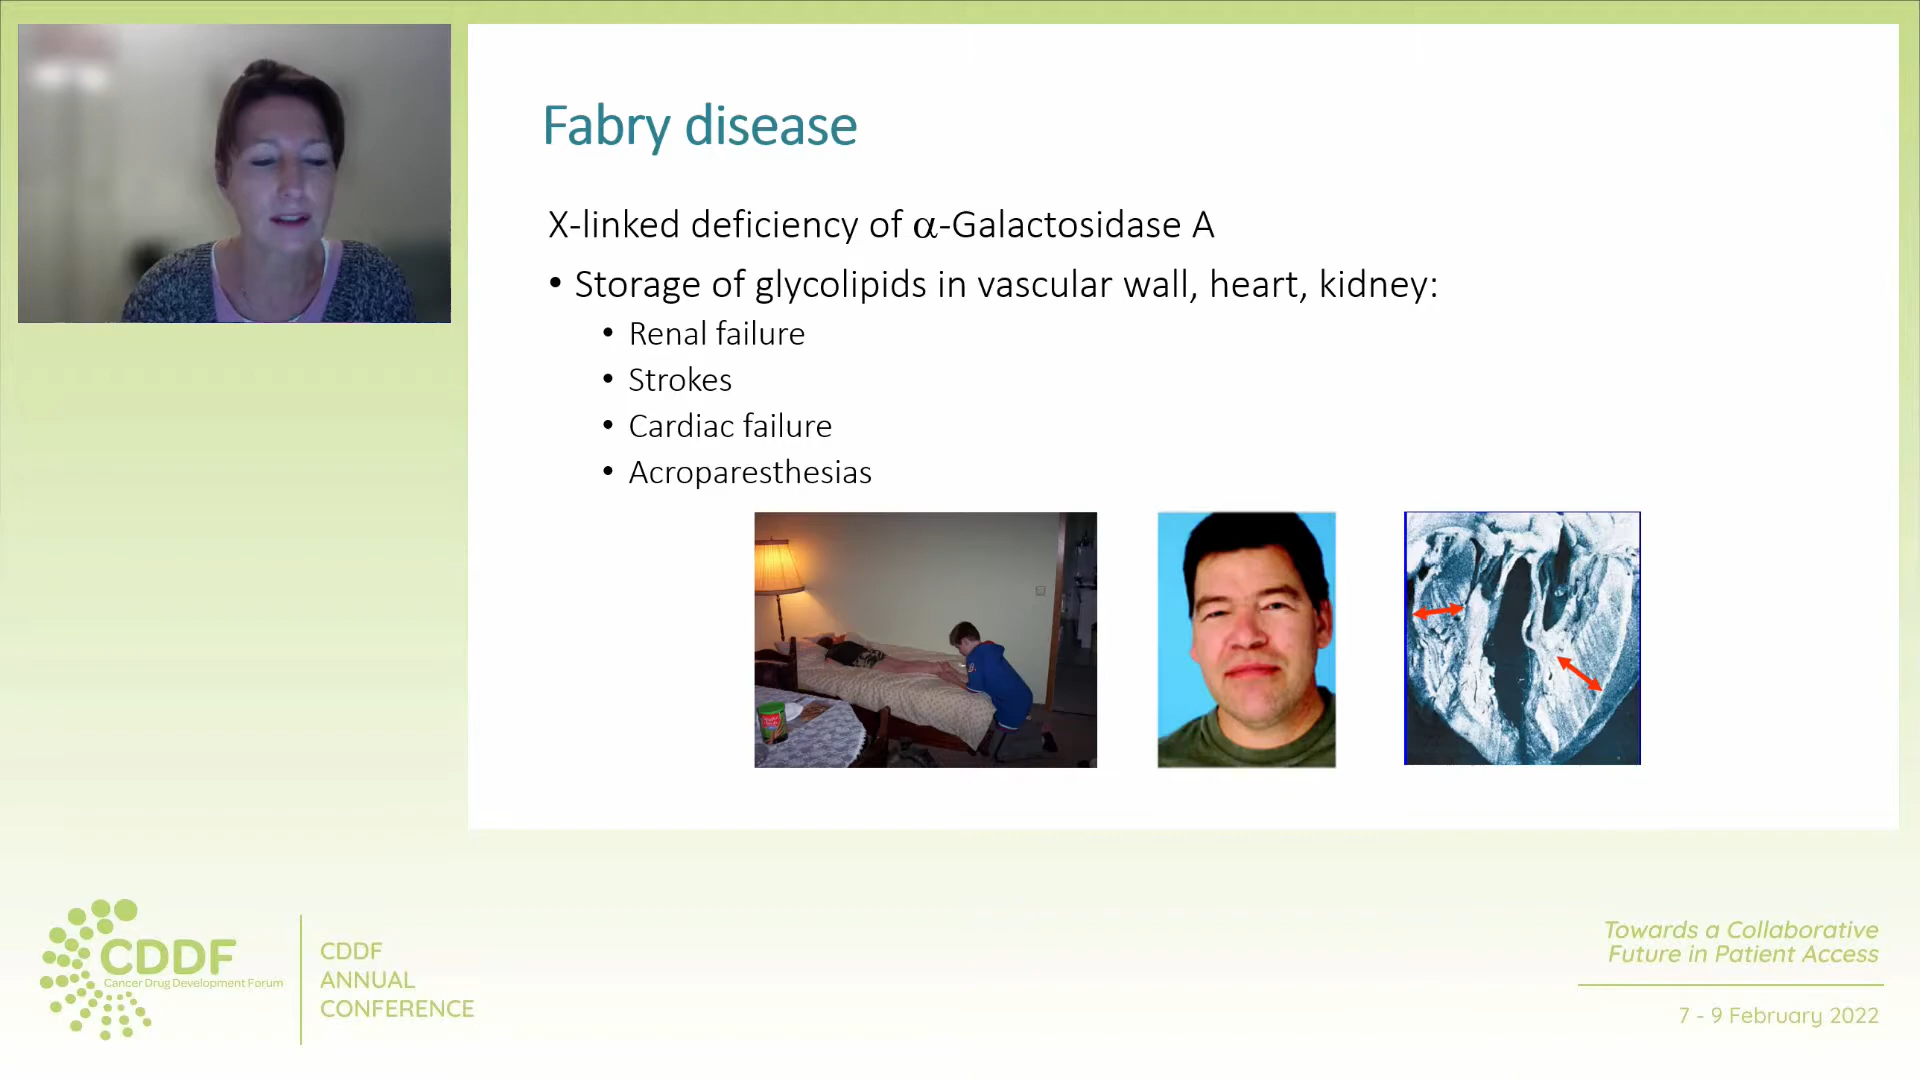 Fabry disease
X-linked deficiency of α-Galactosidase A
• Storage of glycolipids in vascular wall, heart, kidney:
• Renal failure
• Strokes
• Cardiac failure
• Acroparesthesias
CDDF
Cancer Drug Development Forum
CDDF
ANNUAL
CONFERENCE
Towards a Collaborative
Future in Patient Access
7 - 9 February 2022